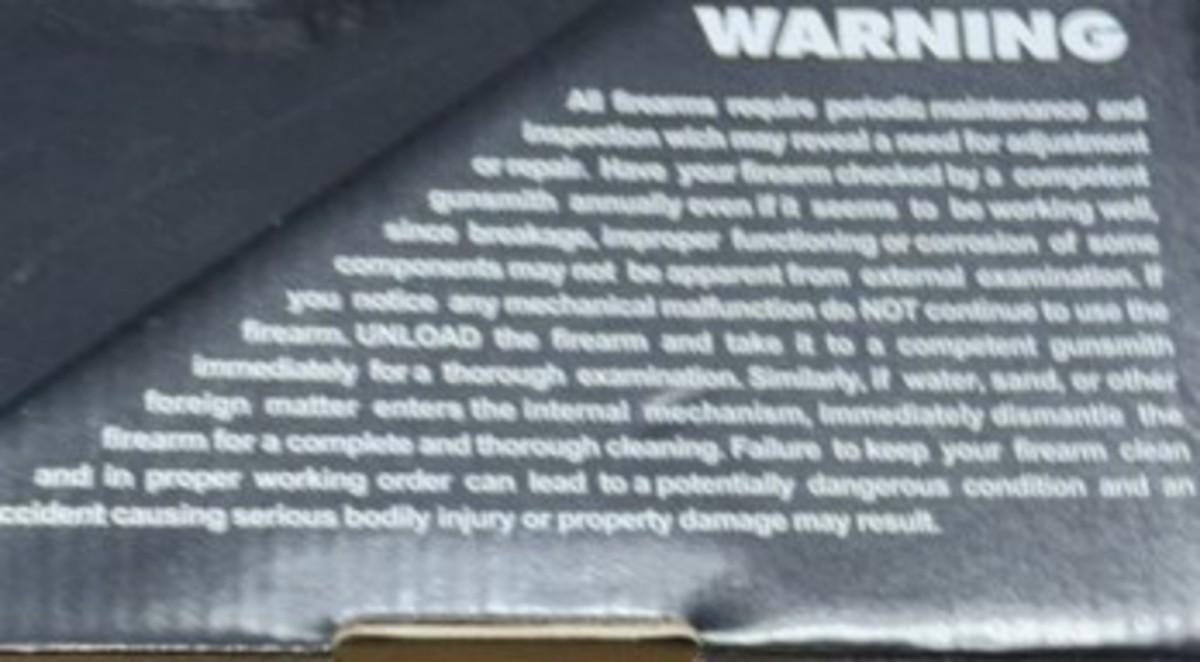 WARNING
All firearms require periodic maintenance and
inspection wich may reveal a need for adjustment
or repair. Have your firearm checked by a competent
gunsmith annually even if it seems to be working well,
since breakage, improper functioning or corrosion of some
components may not be apparent from external examination. If
you notice any mechanical malfunction do NOT continue to use the
firearm. UNLOAD the firearm and take it to a competent gunsmith
immediately for a thorough examination. Similarly, if water, sand, or other
foreign matter enters the internal mechanism, immediately dismantle the
firearm for a complete and thorough cleaning. Failure to keep your firearm clean
and in proper working order can lead to a potentially dangerous condition and an
ccident causing serious bodily injury or property damage may result.